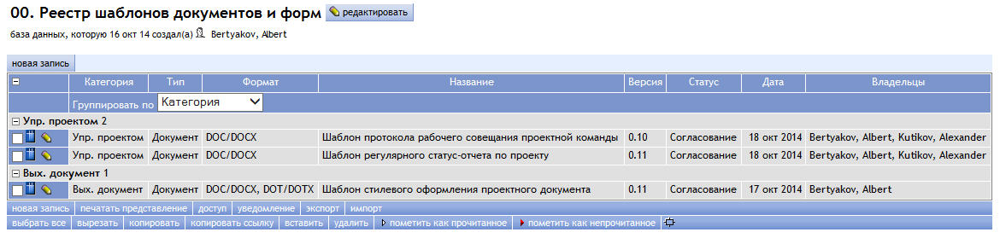 00. Реестр шаблонов документов и форм редактировать
база данных, которую 16 окт 14 создал(а) Bertyakov, Albert
новая запись
Категория Тип Формат Название Версия Статус Дата Владельцы
Группировать по Категория
Упр. проектом 2
Упр. проектом Документ DOC/DOCX Шаблон протокола рабочего совещания проектной команды 0.10 Согласование 18 окт 2014 Bertyakov, Albert, Kutikov, Alexander
Упр. проектом Документ DOC/DOCX Шаблон регулярного статус-отчета по проекту 0.11 Согласование 18 окт 2014 Bertyakov, Albert, Kutikov, Alexander
Вых. документ 1
Вых. документ Документ DOC/DOCX, DOT/DOTX Шаблон стилевого оформления проектного документа 0.11 Согласование 17 окт 2014 Bertyakov, Albert
новая запись печатать представление доступ уведомление экспорт импорт
выбрать все вырезать копировать копировать ссылку вставить удалить пометить как прочитанное пометить как непрочитанное